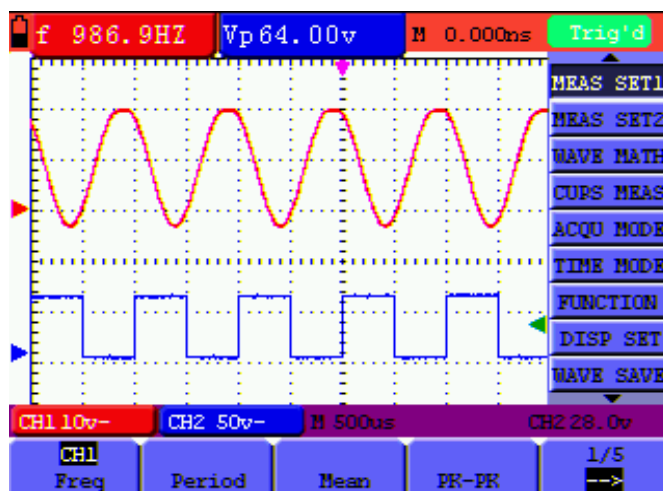 f 986.9HZ Vp64.00v M 0.000ns Trig'd
MEAS SET1
MEAS SET2
WAVE MATH
CUPS MEAS
ACQU MODE
TIME MODE
FUNCTION
DISP SET
WAVE SAVE
CH1 10v~ CH2 50v~ M 500us CH2 28.0v
CH1
Freq Period Mean PK-PK 1/5
-->